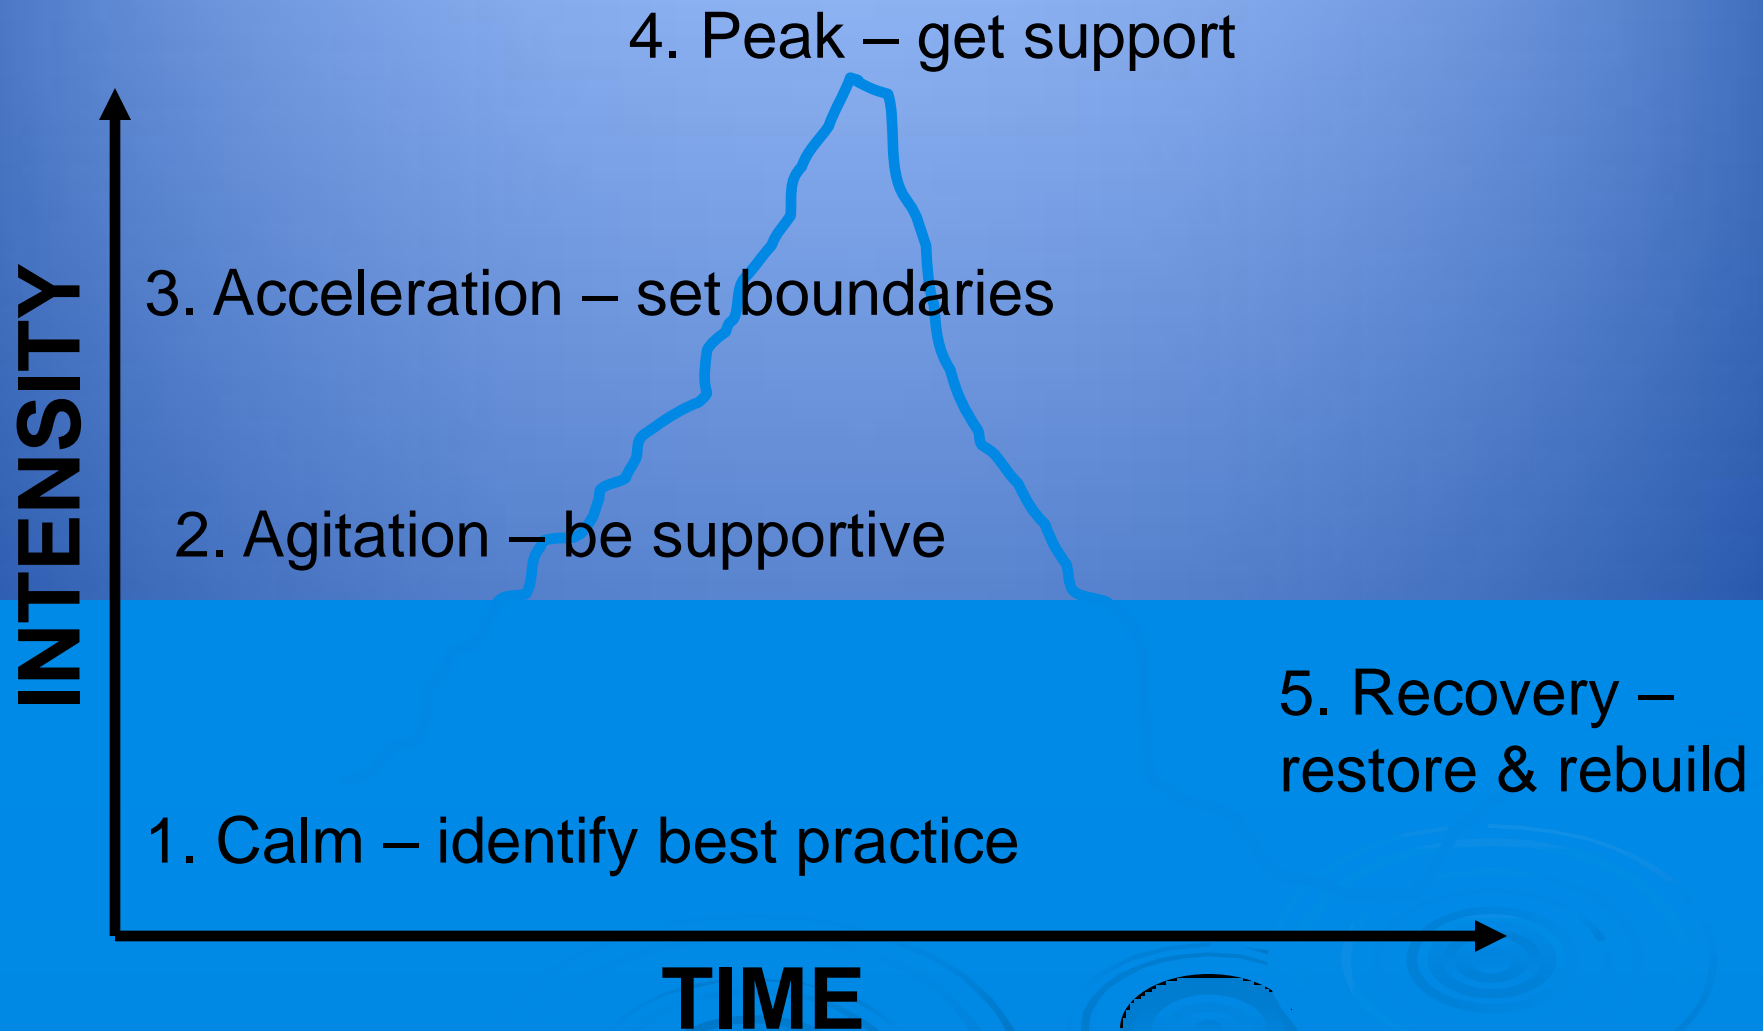 4. Peak – get support
INTENSITY
3. Acceleration – set boundaries
2. Agitation – be supportive
5. Recovery –
restore & rebuild
1. Calm – identify best practice
TIME